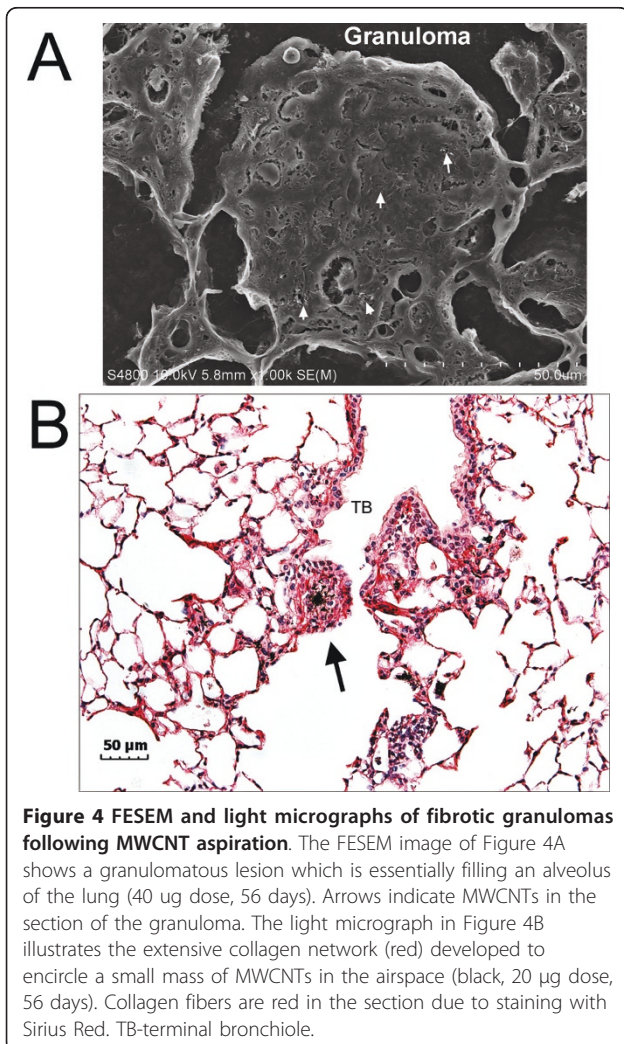 A
Granuloma
S4800 10.0kV 5.8mm x1.00k SE(M)
50.0um
B
TB
50 µm
Figure 4 FESEM and light micrographs of fibrotic granulomas
following MWCNT aspiration. The FESEM image of Figure 4A
shows a granulomatous lesion which is essentially filling an alveolus
of the lung (40 ug dose, 56 days). Arrows indicate MWCNTs in the
section of the granuloma. The light micrograph in Figure 4B
illustrates the extensive collagen network (red) developed to
encircle a small mass of MWCNTs in the airspace (black, 20 μg dose,
56 days). Collagen fibers are red in the section due to staining with
Sirius Red. TB-terminal bronchiole.